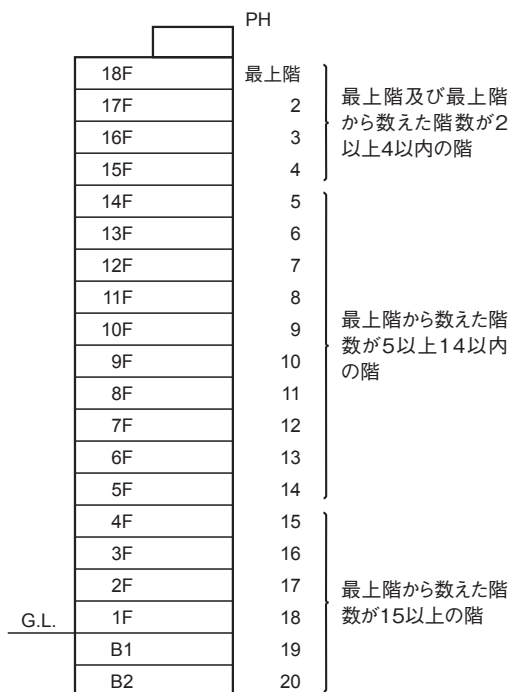 PH
18F 最上階
17F 2
16F 3
15F 4
最上階及び最上階
から数えた階数が2
以上4以内の階
14F 5
13F 6
12F 7
11F 8
10F 9
9F 10
8F 11
7F 12
6F 13
5F 14
最上階から数えた階
数が5以上14以内
の階
4F 15
3F 16
2F 17
G.L. 1F 18
B1 19
B2 20
最上階から数えた階
数が15以上の階